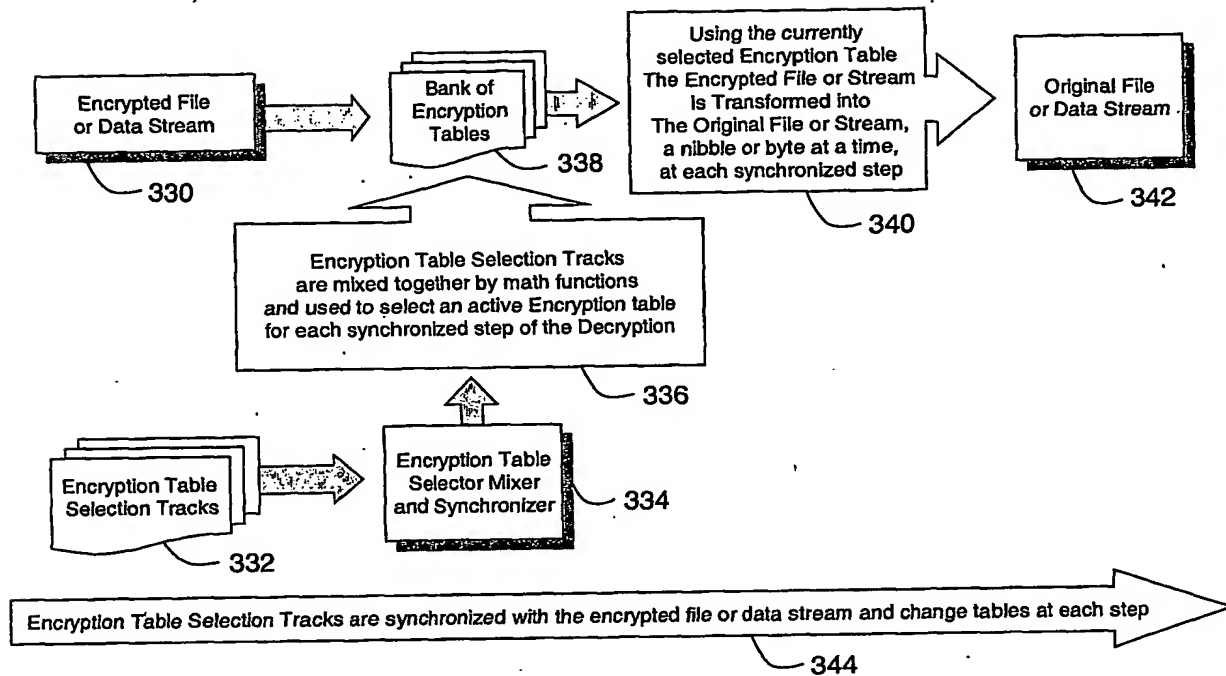 Encrypted File
or Data Stream
330
Bank of
Encryption
Tables
338
Using the currently
selected Encryption Table
The Encrypted File or Stream
is Transformed into
The Original File or Stream,
a nibble or byte at a time,
at each synchronized step
340
Original File
or Data Stream
342
Encryption Table Selection Tracks
are mixed together by math functions
and used to select an active Encryption table
for each synchronized step of the Decryption
336
Encryption Table
Selection Tracks
332
Encryption Table
Selector Mixer
and Synchronizer
334
Encryption Table Selection Tracks are synchronized with the encrypted file or data stream and change tables at each step
344